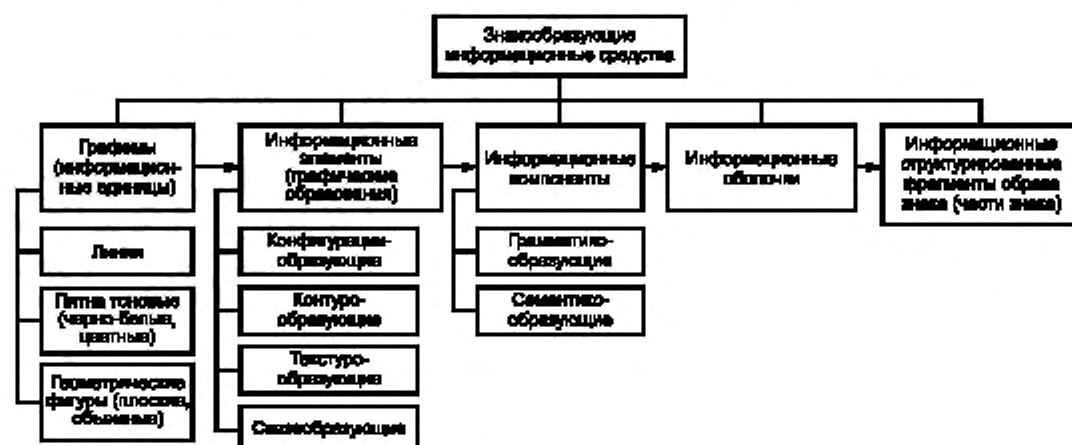 Знакообразующие
информационные средства
Графемы
(информацион-
ные единицы)
Информационные
элементы
(графические
образования)
Информационные
компоненты
Информационные
оболочки
Информационные
структурированные
фрагменты образа
знака (части знака)
Линии
Пятна тоновые
(черно-белые,
цветные)
Геометрические
фигуры (плоские,
объемные)
Конфигурации-
образующие
Контуро-
образующие
Текстуро-
образующие
Связеобразующие
Грамматико-
образующие
Семантико-
образующие